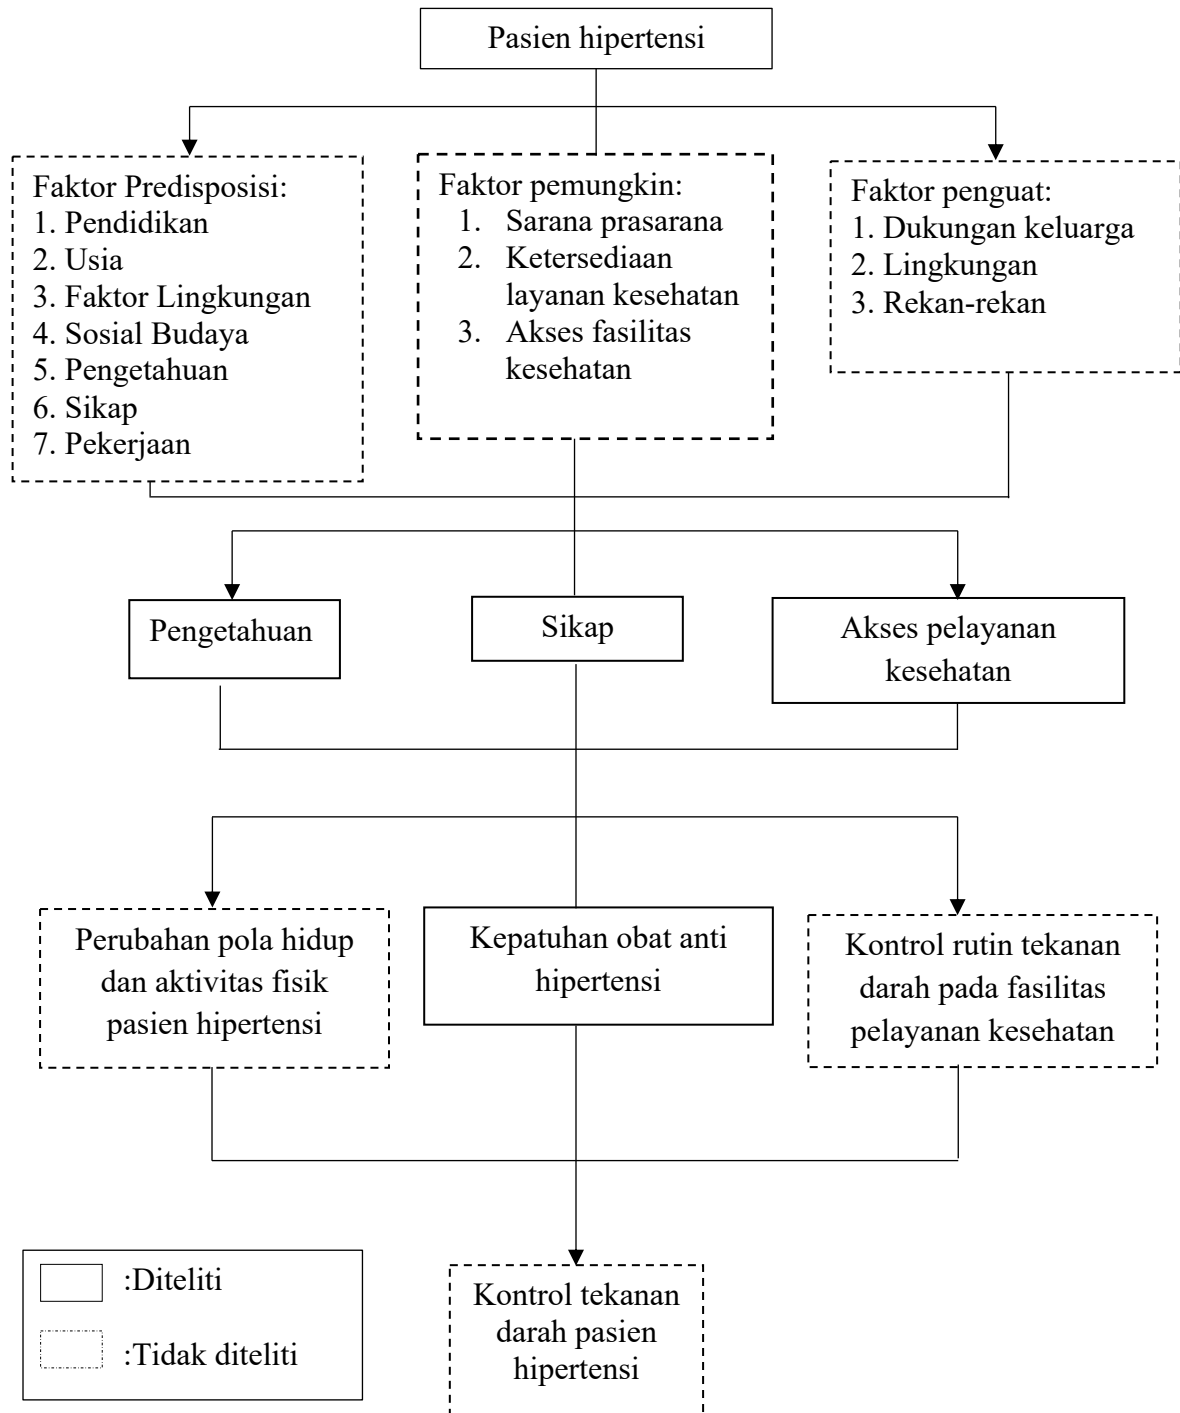 Pasien hipertensi
Faktor Predisposisi:
1. Pendidikan
2. Usia
3. Faktor Lingkungan
4. Sosial Budaya
5. Pengetahuan
6. Sikap
7. Pekerjaan
Faktor pemungkin:
1. Sarana prasarana
2. Ketersediaan
layanan kesehatan
3. Akses fasilitas
kesehatan
Faktor penguat:
1. Dukungan keluarga
2. Lingkungan
3. Rekan-rekan
Pengetahuan
Sikap
Akses pelayanan
kesehatan
Perubahan pola hidup
dan aktivitas fisik
pasien hipertensi
Kepatuhan obat anti
hipertensi
Kontrol rutin tekanan
darah pada fasilitas
pelayanan kesehatan
:Diteliti
:Tidak diteliti
Kontrol tekanan
darah pasien
hipertensi